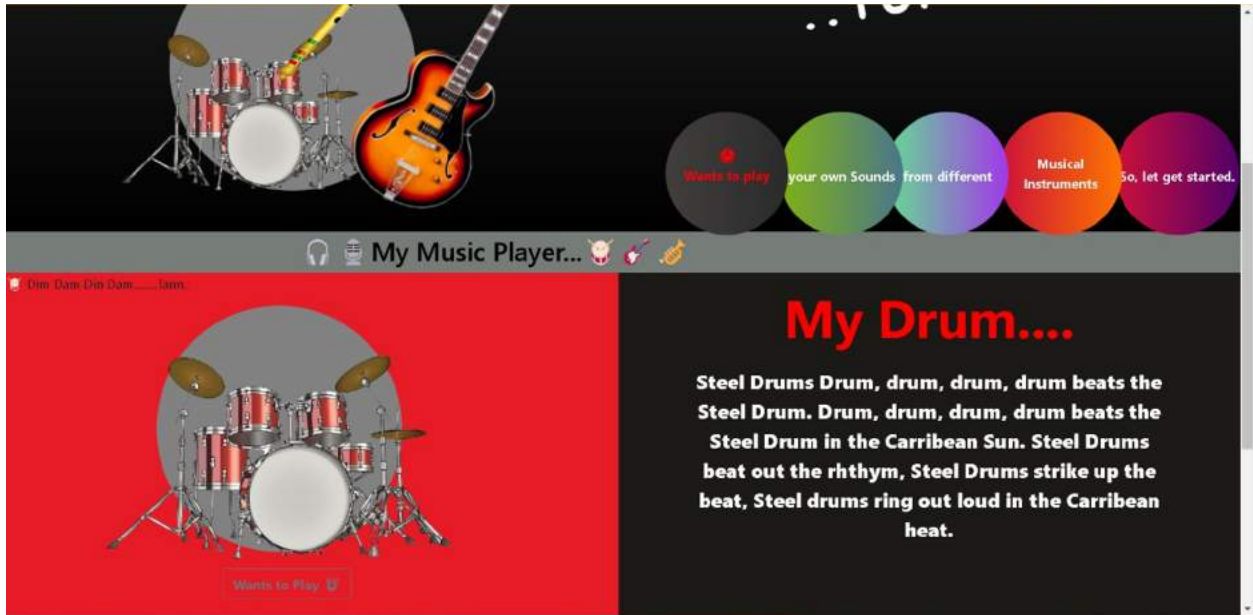 Wants to play
your own Sounds
from different
Musical
Instruments
So, let get started.
My Music Player...
Dim Dam Din Dam
My Drum....
Steel Drums Drum, drum, drum, drum beats the
Steel Drum. Drum, drum, drum, drum beats the
Steel Drum in the Carribean Sun. Steel Drums
beat out the rhthym, Steel Drums strike up the
beat, Steel drums ring out loud in the Carribean
heat.
Wants to Play